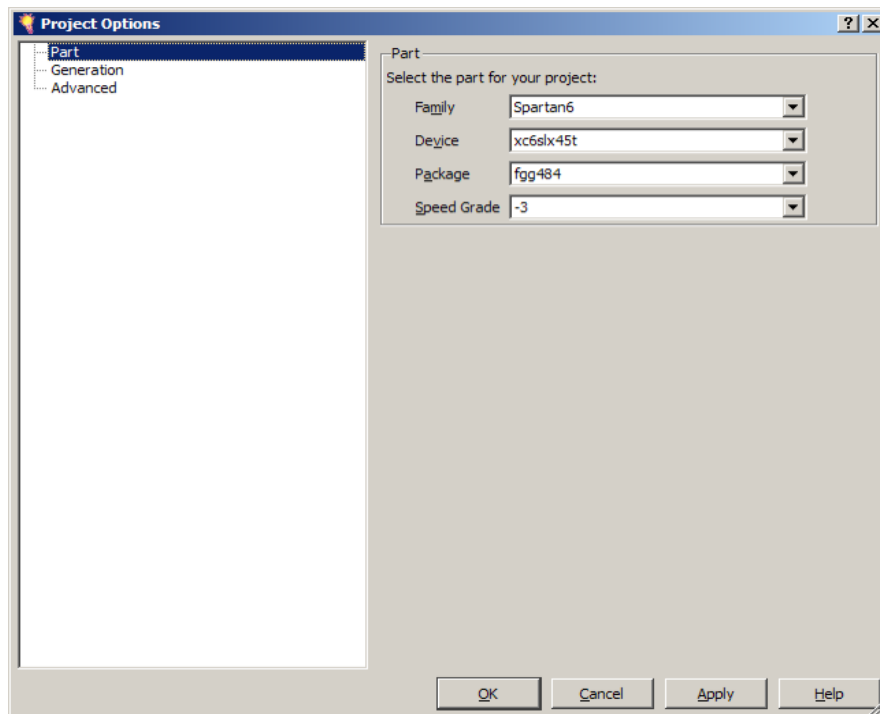 Project Options
Part
Generation
Advanced
Part
Select the part for your project:
Family Spartan6
Device xc6slx45t
Package fgg484
Speed Grade -3
OK Cancel Apply Help